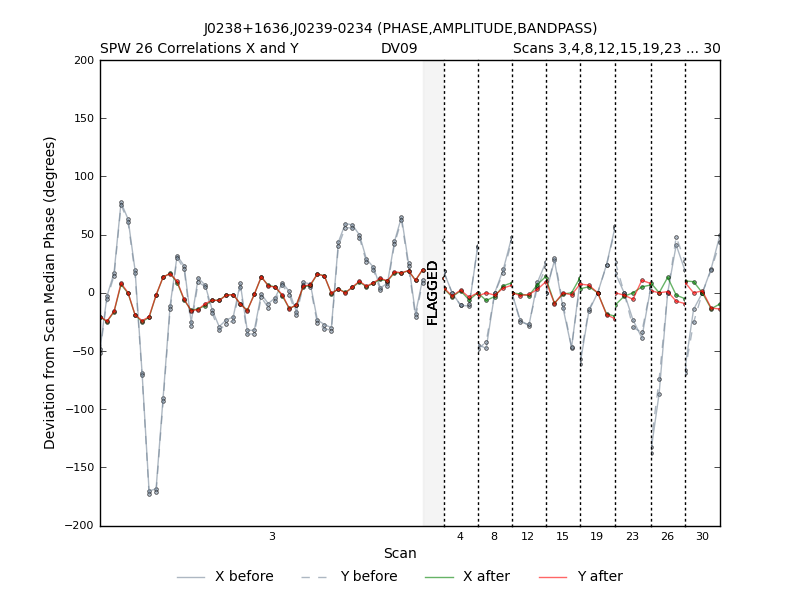 J0238+1636,J0239-0234 (PHASE,AMPLITUDE,BANDPASS)
SPW 26 Correlations X and Y DV09 Scans 3,4,8,12,15,19,23 ... 30
200
150
100
50
0
−50
−100
−150
−200
Deviation from Scan Median Phase (degrees)
FLAGGED
3 4 8 12 15 19 23 26 30
Scan
X before Y before X after Y after